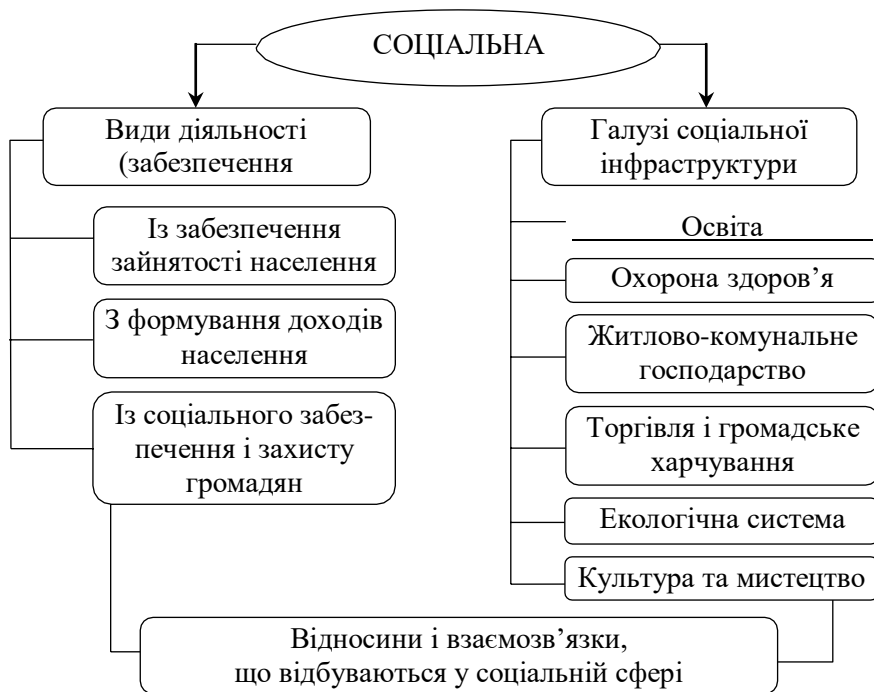 СОЦІАЛЬНА
Види діяльності
(забезпечення
Із забезпечення
зайнятості населення
З формування доходів
населення
Із соціального забез-
печення і захисту
громадян
Галузі соціальної
інфраструктури
Освіта
Охорона здоров’я
Житлово-комунальне
господарство
Торгівля і громадське
харчування
Екологічна система
Культура та мистецтво
Відносини і взаємозв’язки,
що відбуваються у соціальній сфері